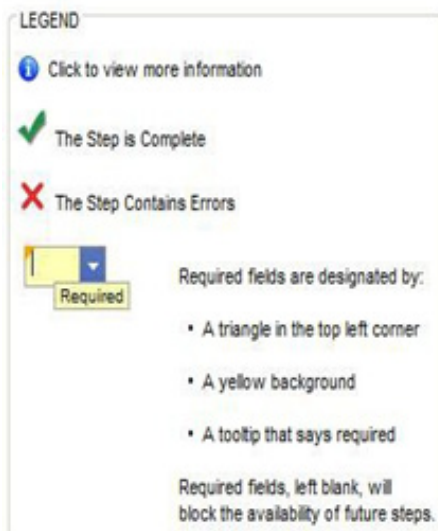 LEGEND
Click to view more information
The Step is Complete
The Step Contains Errors
Required
Required fields are designated by:
• A triangle in the top left corner
• A yellow background
• A tooltip that says required
Required fields, left blank, will
block the availability of future steps.